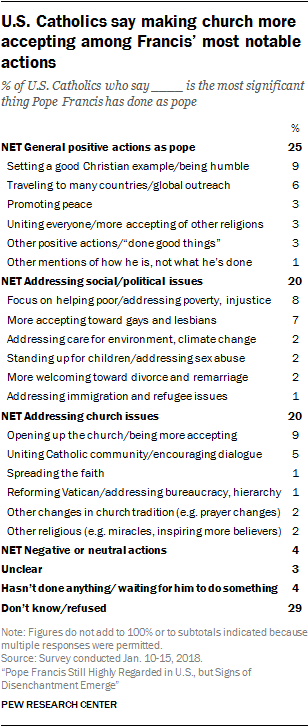 U.S. Catholics say making church more
accepting among Francis' most notable
actions
% of U.S. Catholics who say ____ is the most significant
thing Pope Francis has done as pope
%
NET General positive actions as pope 25
Setting a good Christian example/being humble 9
Traveling to many countries/global outreach 6
Promoting peace 3
Uniting everyone/more accepting of other religions 3
Other positive actions/“done good things” 3
Other mentions of how he is, not what he's done 1
NET Addressing social/political issues 20
Focus on helping poor/addressing poverty, injustice 8
More accepting toward gays and lesbians 7
Addressing care for environment, climate change 2
Standing up for children/addressing sex abuse 2
More welcoming toward divorce and remarriage 2
Addressing immigration and refugee issues 1
NET Addressing church issues 20
Opening up the church/being more accepting 9
Uniting Catholic community/encouraging dialogue 5
Spreading the faith 1
Reforming Vatican/addressing bureaucracy, hierarchy 1
Other changes in church tradition (e.g. prayer changes) 2
Other religious (e.g. miracles, inspiring more believers) 2
NET Negative or neutral actions 4
Unclear 3
Hasn't done anything/ waiting for him to do something 4
Don't know/refused 29
Note: Figures do not add to 100% or to subtotals indicated because
multiple responses were permitted.
Source: Survey conducted Jan. 10-15, 2018.
“Pope Francis Still Highly Regarded in U.S., but Signs of
Disenchantment Emerge”
PEW RESEARCH CENTER